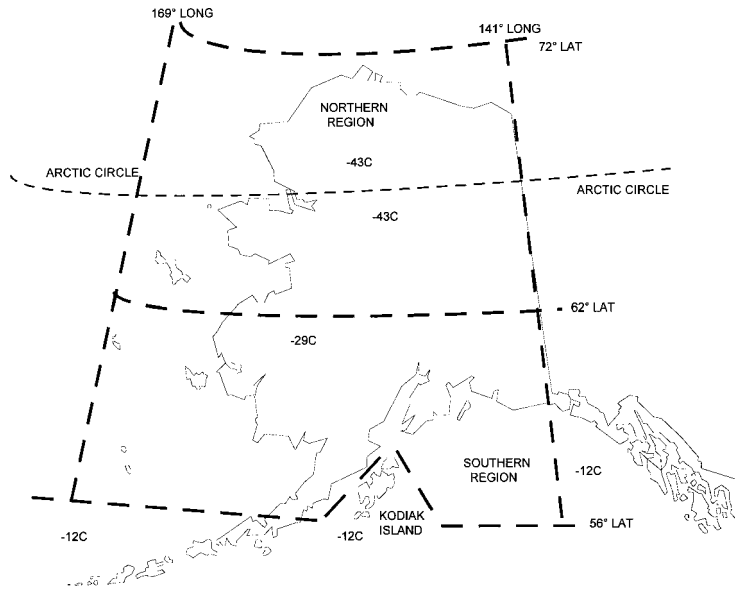 169° LONG
141° LONG
72° LAT
NORTHERN
REGION
-43C
ARCTIC CIRCLE
ARCTIC CIRCLE
-43C
62° LAT
-29C
SOUTHERN
REGION
-12C
KODIAK
ISLAND
-12C
-12C
56° LAT